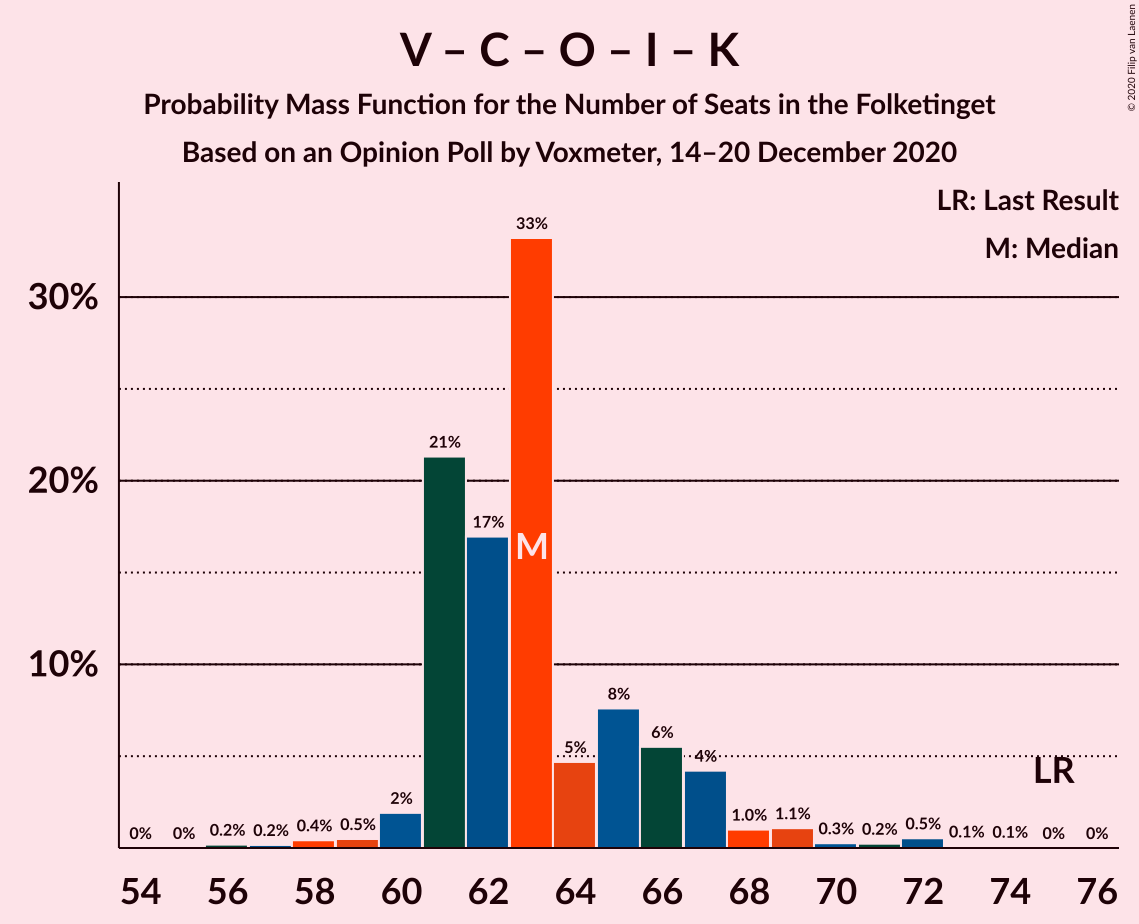 V – C – O – I – K
Probability Mass Function for the Number of Seats in the Folketinget
Based on an Opinion Poll by Voxmeter, 14–20 December 2020
© 2020 Filip van Laenen
LR: Last Result
M: Median
30%
20%
10%
0%
0%
0.2%
0.2%
0.4%
0.5%
2%
21%
17%
33%
5%
8%
6%
4%
1.0%
1.1%
0.3%
0.2%
0.5%
0.1%
0.1%
0%
0%
M
LR
54 56 58 60 62 64 66 68 70 72 74 76